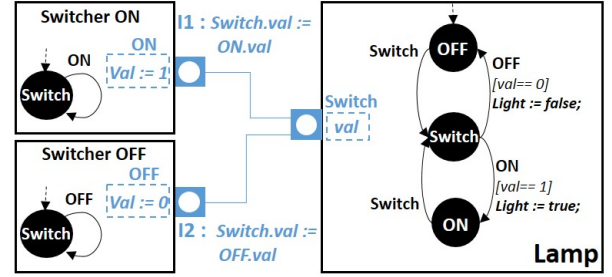 Switcher ON
ON
Switch
ON
Val := 1
I1 : Switch.val :=
ON.val
Switcher OFF
OFF
Switch
OFF
Val := 0
I2 : Switch.val :=
OFF.val
Switch
val
OFF
Switch
OFF
[val== 0]
Light := false;
Switch
ON
[val== 1]
Light := true;
Switch
ON
Lamp